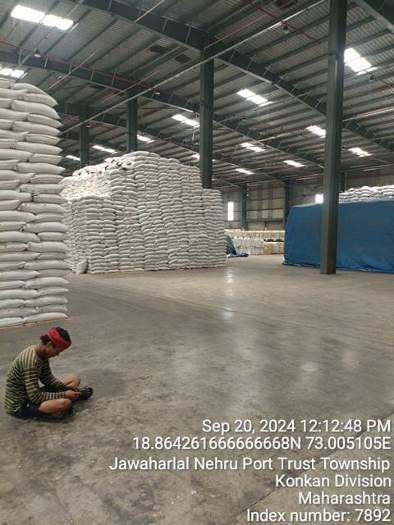 Sep 20, 2024 12:12:48 PM
18.864261666666668N 73.005105E
Jawaharlal Nehru Port Trust Township
Konkan Division
Maharashtra
Index number: 7892